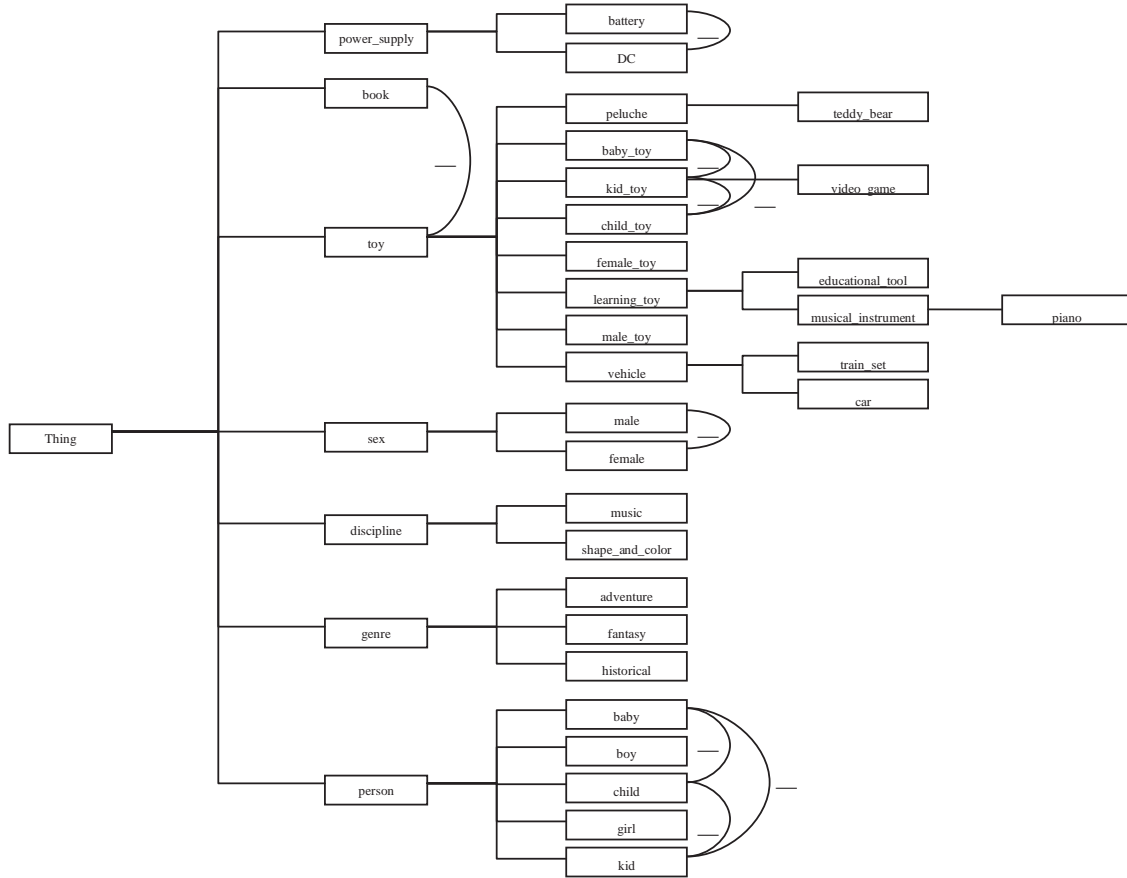 battery
power_supply
DC
book
peluche
teddy_bear
baby_toy
kid_toy
video_game
child_toy
toy
female_toy
educational_tool
learning_toy
musical_instrument
piano
male_toy
train_set
vehicle
car
male
Thing
sex
female
music
discipline
shape_and_color
adventure
genre
fantasy
historical
baby
boy
person
child
girl
kid